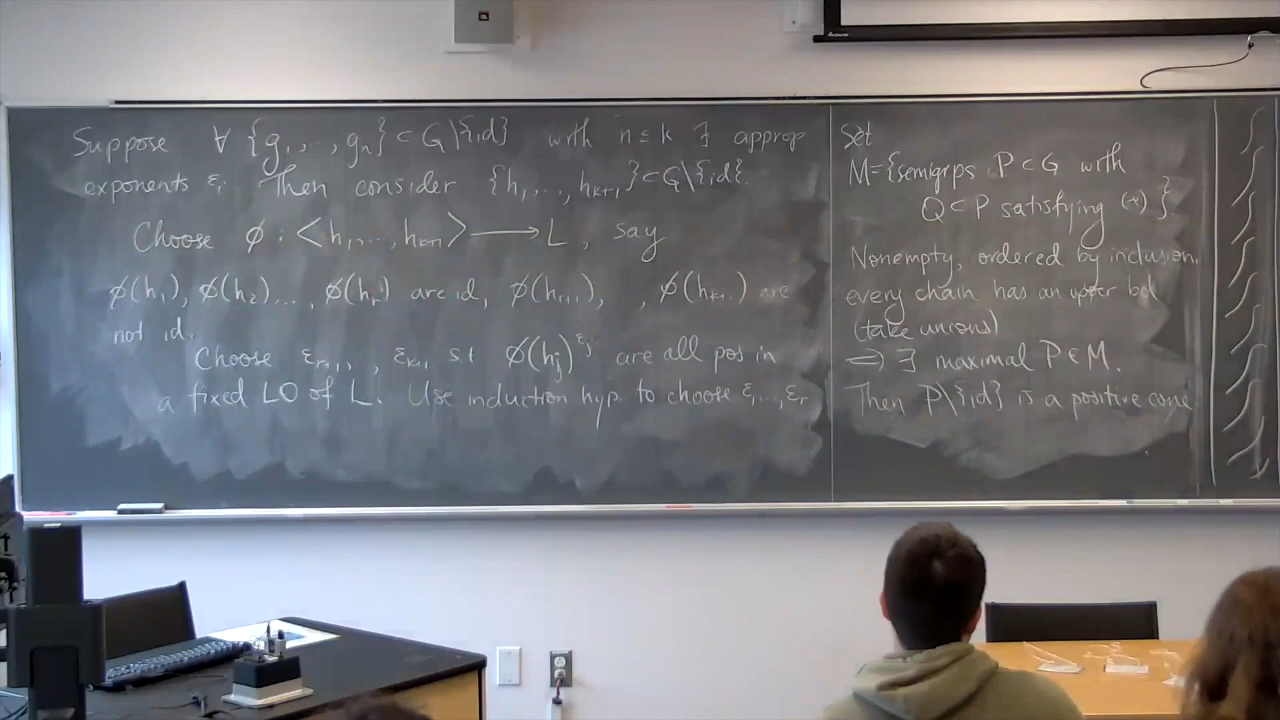 Suppose ∀ {g₁,..,gₙ} ⊂ G\{id} with n ≤ k ∃ approp
exponents εᵢ. Then consider {h₁,..., hₖ₊₁} ⊂ G\{id}.
Choose ø : <h₁,..., hₖ₊₁> ⟶ L, say
ø(h₁), ø(h₂)..., ø(hᵣ) are id, ø(hᵣ₊₁), .., ø(hₖ₊₁) are
not id.
Choose εᵣ₊₁, , εₖ₊₁ st ø(hⱼ)^εⱼ are all pos in
a fixed LO of L. Use induction hyp. to choose ε₁,...,εᵣ
Set
M={semigrps P⊂G with
Q⊂P satisfying (*)}.
Nonempty, ordered by inclusion,
every chain has an upper bd
(take unions)
⇒ ∃ maximal P∈M.
Then P\{id} is a positive cone